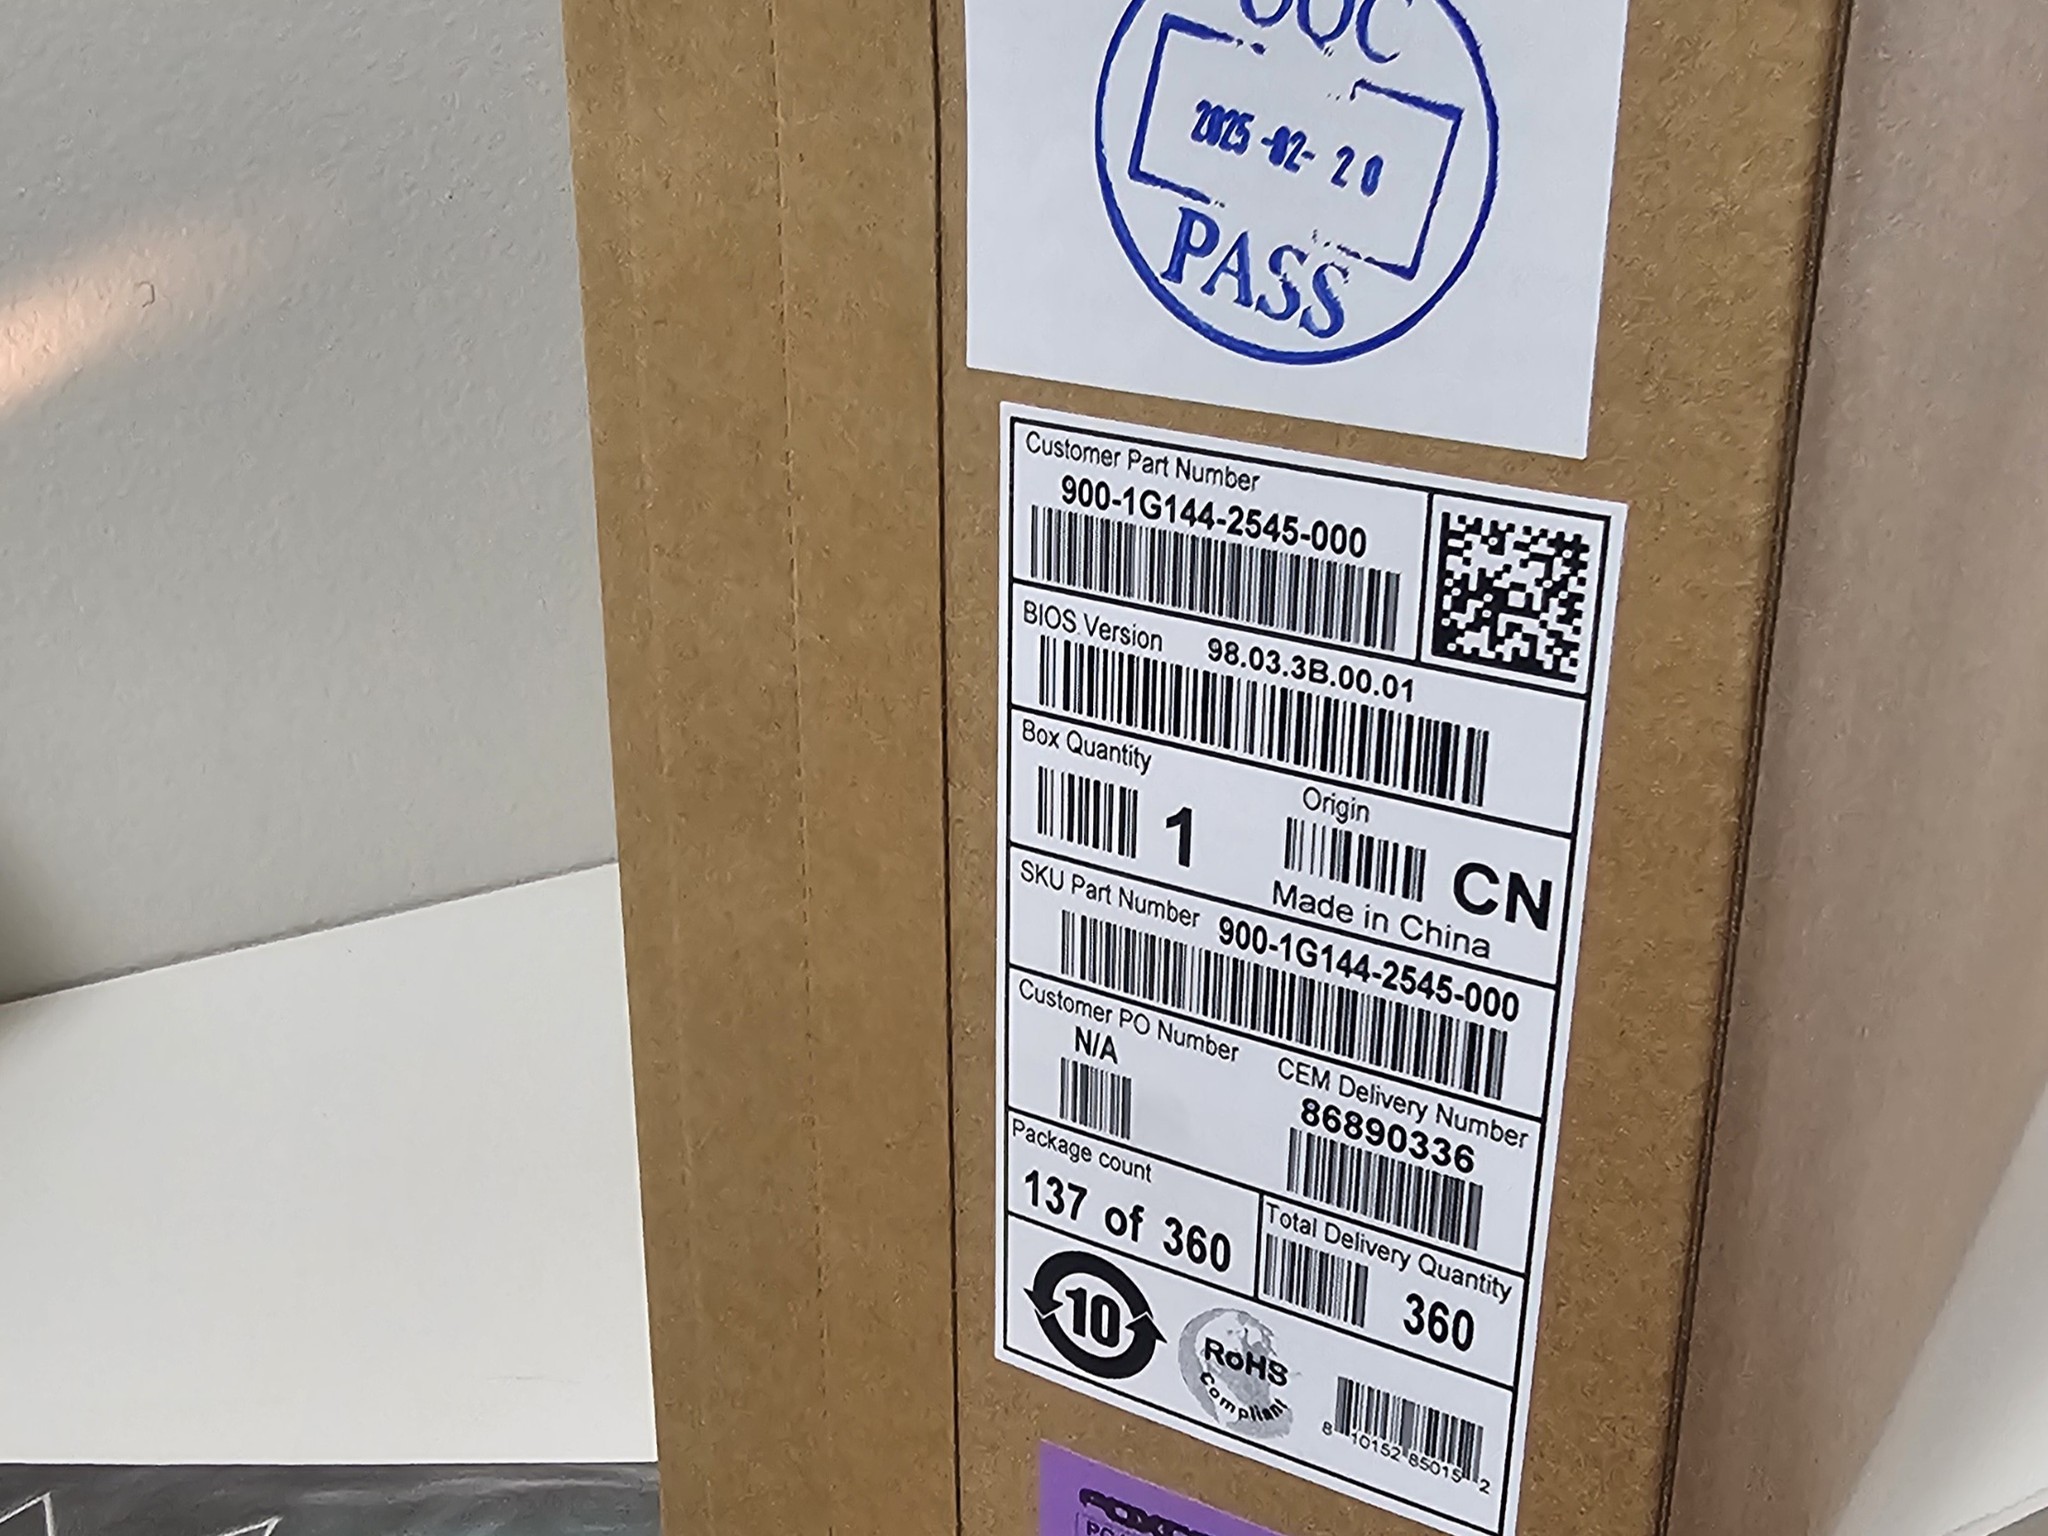 2025-02-20
PASS
Customer Part Number
900-1G144-2545-000
BIOS Version 98.03.3B.00.01
Box Quantity
1
Origin
CN
Made in China
SKU Part Number 900-1G144-2545-000
Customer PO Number
N/A
CEM Delivery Number
86890336
Package count
137 of 360
Total Delivery Quantity
360
10
RoHS
Compliant
8 10152 85015 2